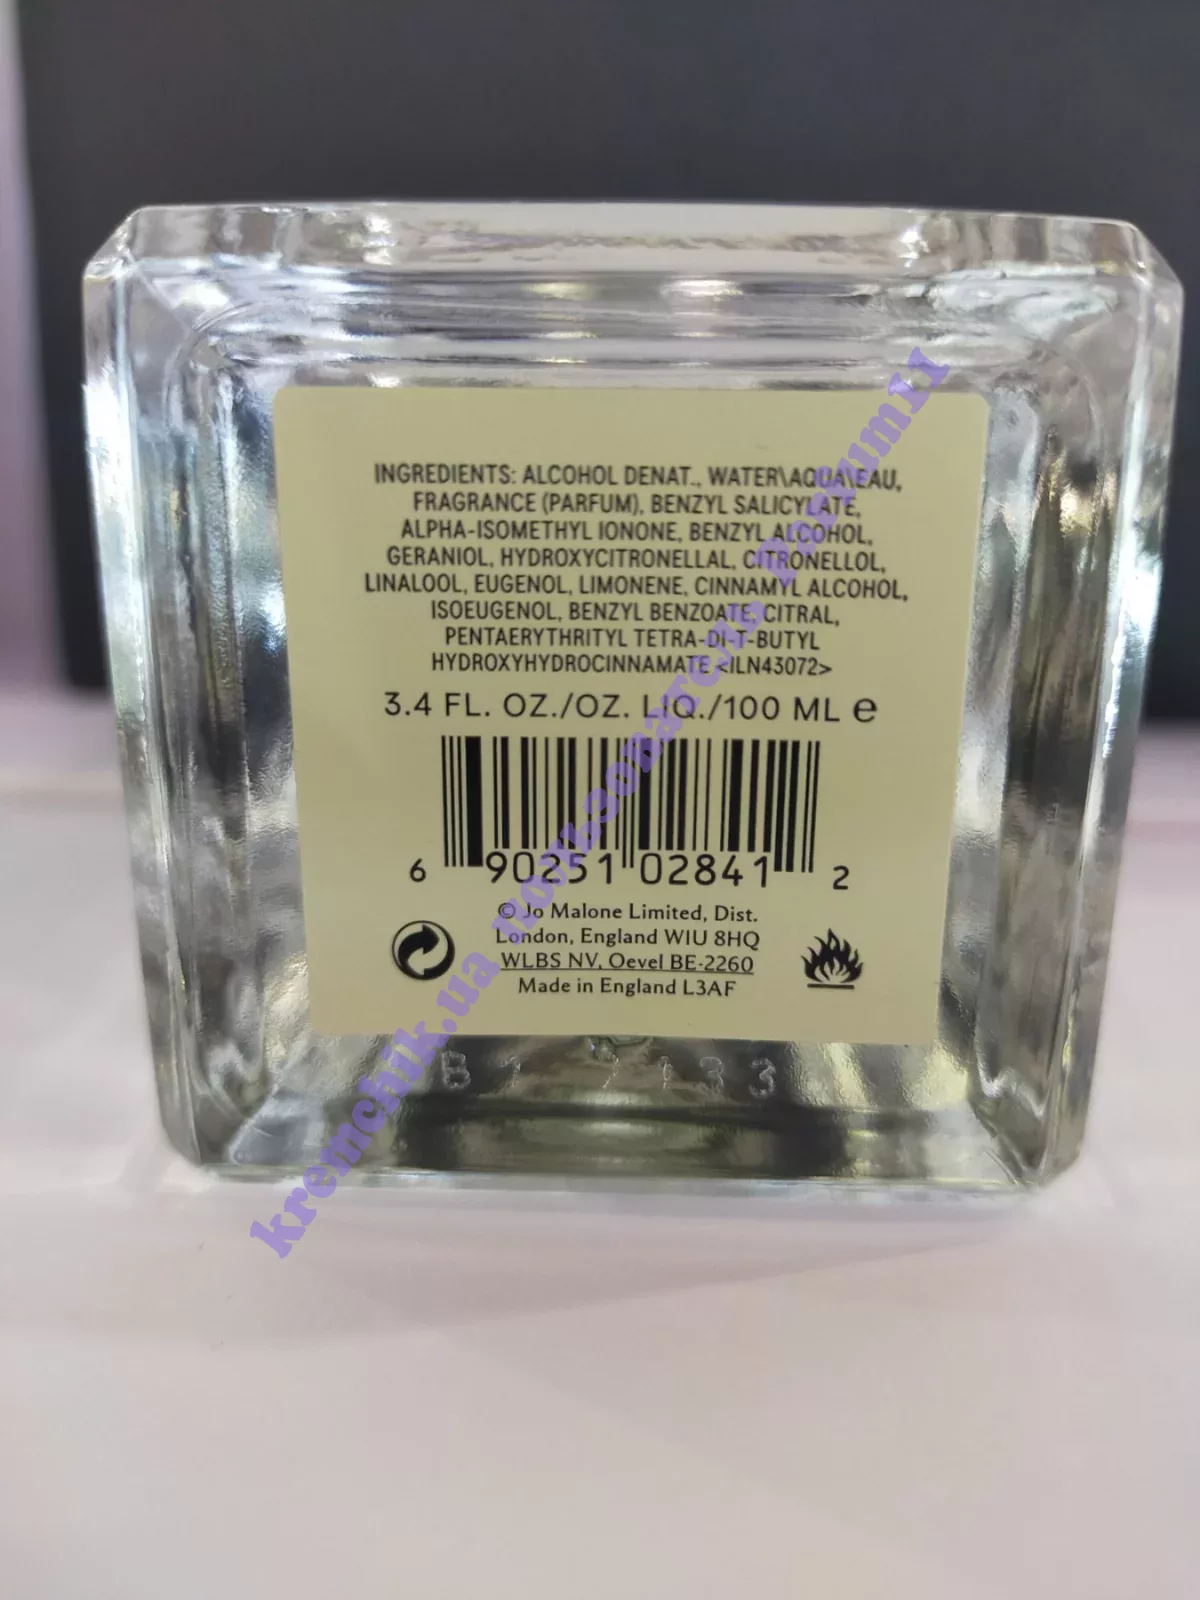 INGREDIENTS: ALCOHOL DENAT., WATER\AQUA\EAU,
FRAGRANCE (PARFUM), BENZYL SALICYLATE,
ALPHA-ISOMETHYL IONONE, BENZYL ALCOHOL,
GERANIOL, HYDROXYCITRONELLAL, CITRONELLOL,
LINALOOL, EUGENOL, LIMONENE, CINNAMYL ALCOHOL,
ISOEUGENOL, BENZYL BENZOATE, CITRAL,
PENTAERYTHRITYL TETRA-DI-T-BUTYL
HYDROXYHYDROCINNAMATE <ILN43072>
3.4 FL. OZ./OZ. LIQ./100 ML e
6 90251 02841 2
© Jo Malone Limited, Dist.
London, England W1U 8HQ
WLBS NV, Oevel BE-2260
Made in England L3AF
kremchik.ua пользователь parfum11